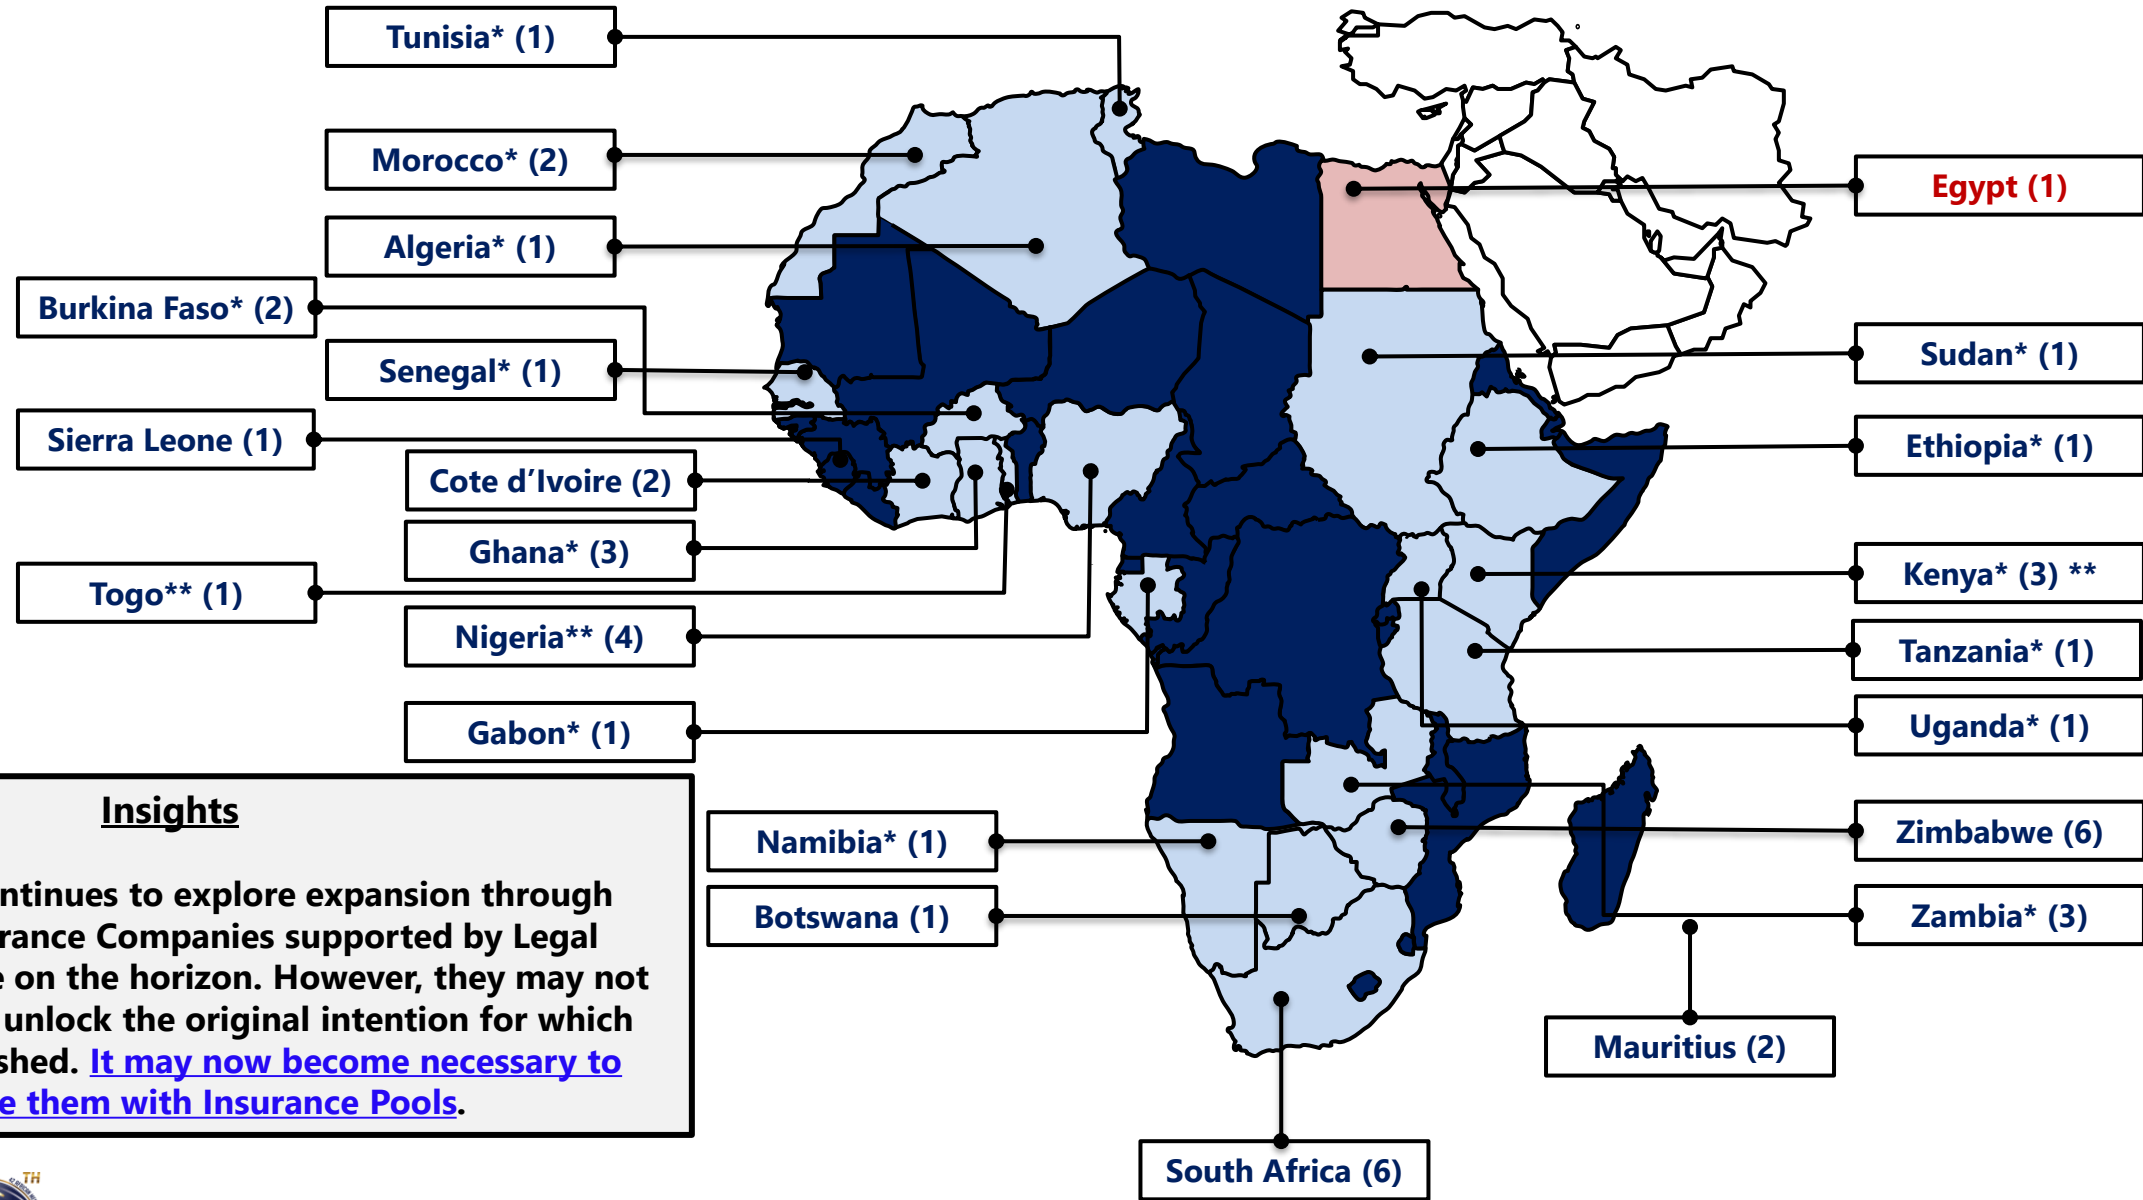 Tunisia* (1)
Morocco* (2)
Algeria* (1)
Burkina Faso* (2)
Senegal* (1)
Sierra Leone (1)
Cote d’Ivoire (2)
Ghana* (3)
Togo** (1)
Nigeria** (4)
Gabon* (1)
Namibia* (1)
Botswana (1)
Egypt (1)
Sudan* (1)
Ethiopia* (1)
Kenya* (3) **
Tanzania* (1)
Uganda* (1)
Zimbabwe (6)
Zambia* (3)
Mauritius (2)
South Africa (6)
Insights
ntinues to explore expansion through
rance Companies supported by Legal
e on the horizon. However, they may not
unlock the original intention for which
shed. It may now become necessary to
e them with Insurance Pools.
TH